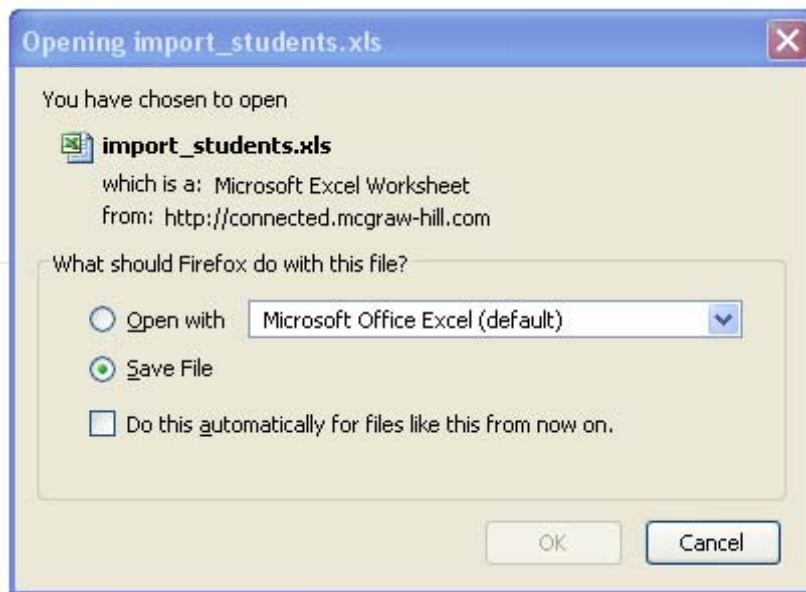 Opening import_students.xls
You have chosen to open
import_students.xls
which is a: Microsoft Excel Worksheet
from: http://connected.mcgraw-hill.com
What should Firefox do with this file?
Open with Microsoft Office Excel (default)
Save File
Do this automatically for files like this from now on.
OK Cancel